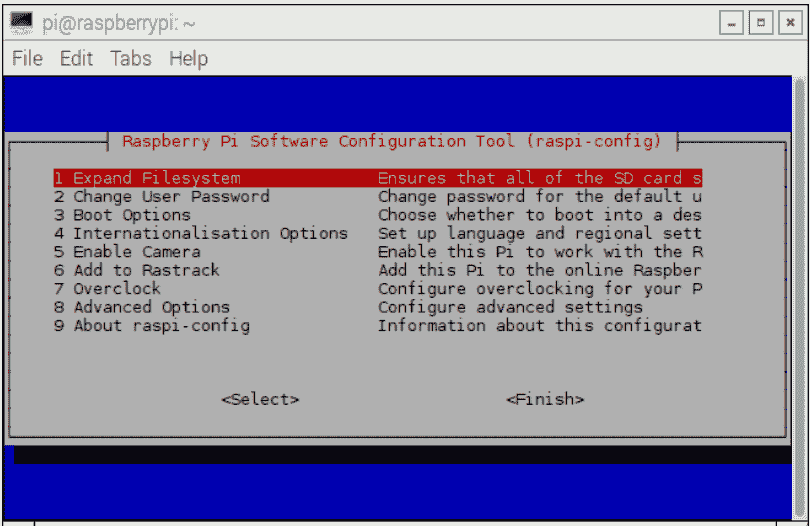 pi@raspberrypi: ~
File Edit Tabs Help
Raspberry Pi Software Configuration Tool (raspi-config)
1 Expand Filesystem Ensures that all of the SD card s
2 Change User Password Change password for the default u
3 Boot Options Choose whether to boot into a des
4 Internationalisation Options Set up language and regional sett
5 Enable Camera Enable this Pi to work with the R
6 Add to Rastrack Add this Pi to the online Raspber
7 Overclock Configure overclocking for your P
8 Advanced Options Configure advanced settings
9 About raspi-config Information about this configurat
<Select> <Finish>